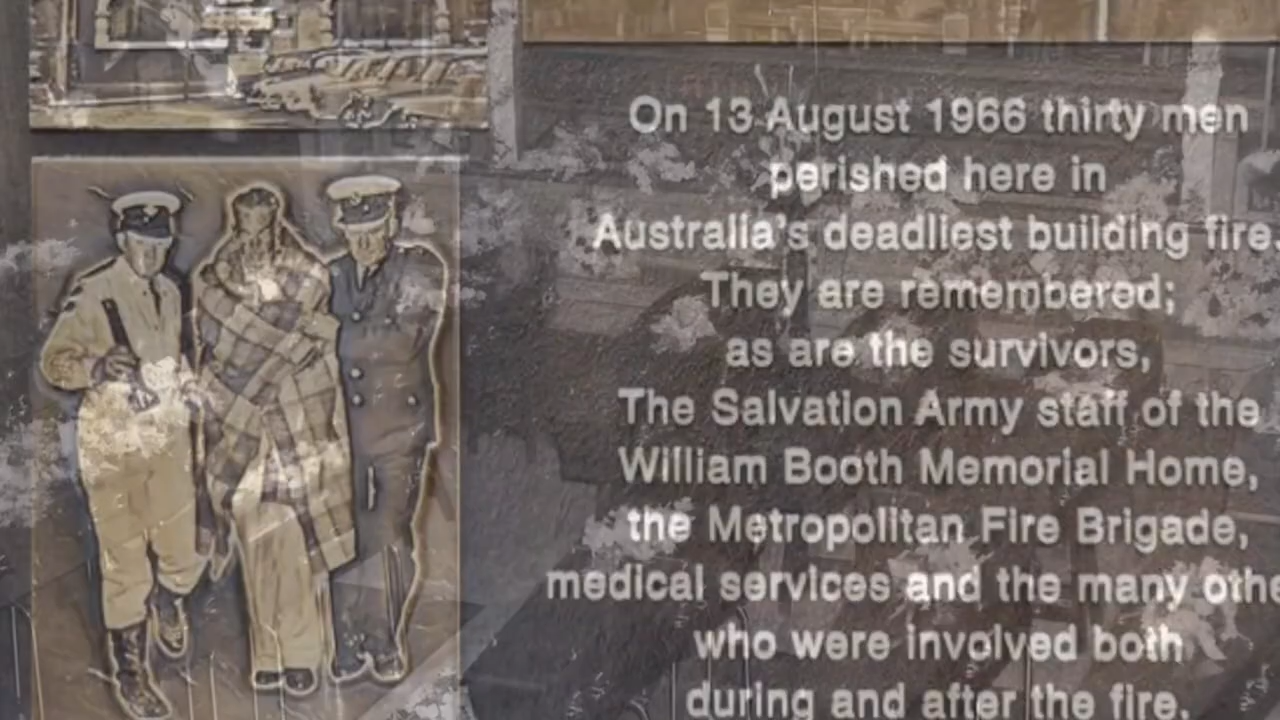 On 13 August 1966 thirty men
perished here in
Australia's deadliest building fire.
They are remembered;
as are the survivors,
The Salvation Army staff of the
William Booth Memorial Home,
the Metropolitan Fire Brigade,
medical services and the many othe
who were involved both
during and after the fire.